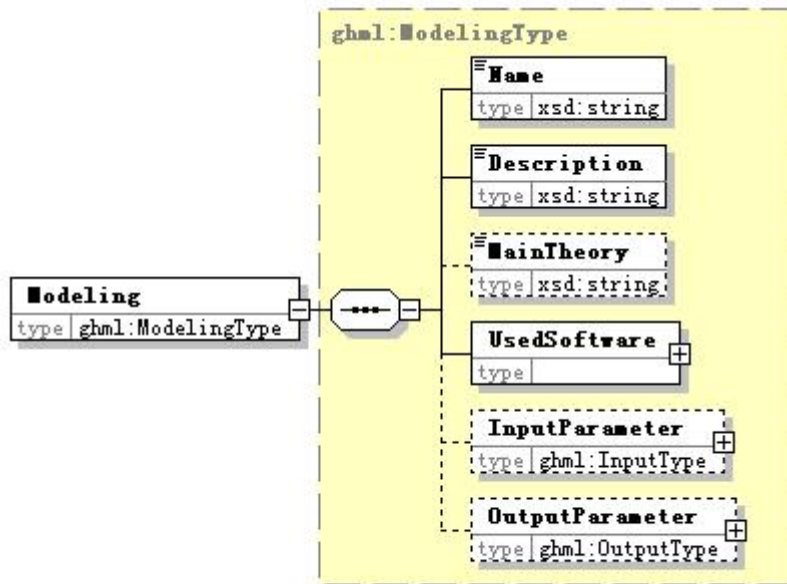 ghml:ModelingType
Name
type xsd:string
Description
type xsd:string
MainTheory
type xsd:string
Modeling
type ghml:ModelingType
UsedSoftware
type
InputParameter
type ghml:InputType
OutputParameter
type ghml:OutputType